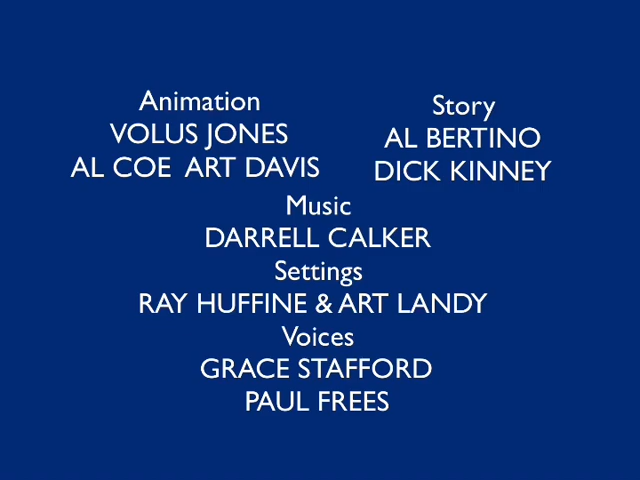 Animation
VOLUS JONES
AL COE  ART DAVIS
Story
AL BERTINO
DICK KINNEY
Music
DARRELL CALKER
Settings
RAY HUFFINE & ART LANDY
Voices
GRACE STAFFORD
PAUL FREES